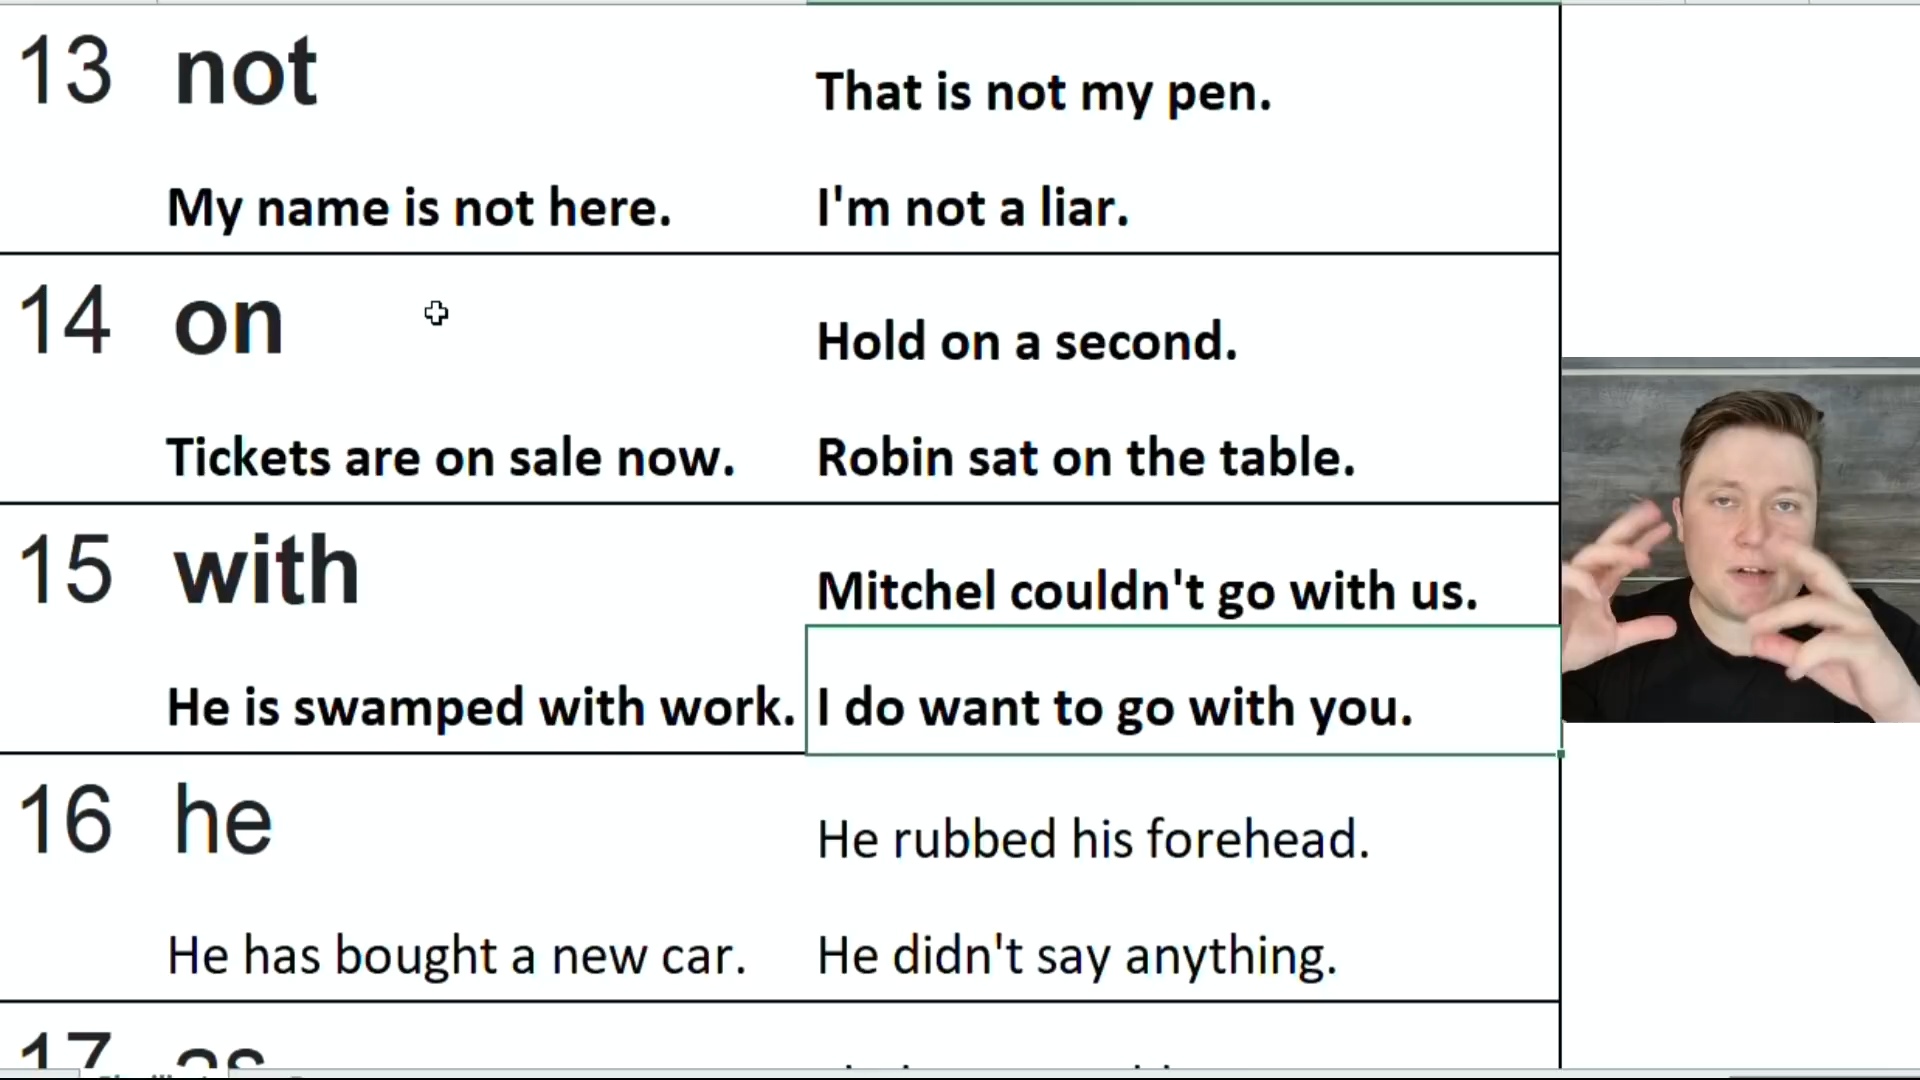 13 not That is not my pen.
My name is not here. I'm not a liar.
14 on Hold on a second.
Tickets are on sale now. Robin sat on the table.
15 with Mitchel couldn't go with us.
He is swamped with work. I do want to go with you.
16 he He rubbed his forehead.
He has bought a new car. He didn't say anything.
17 as